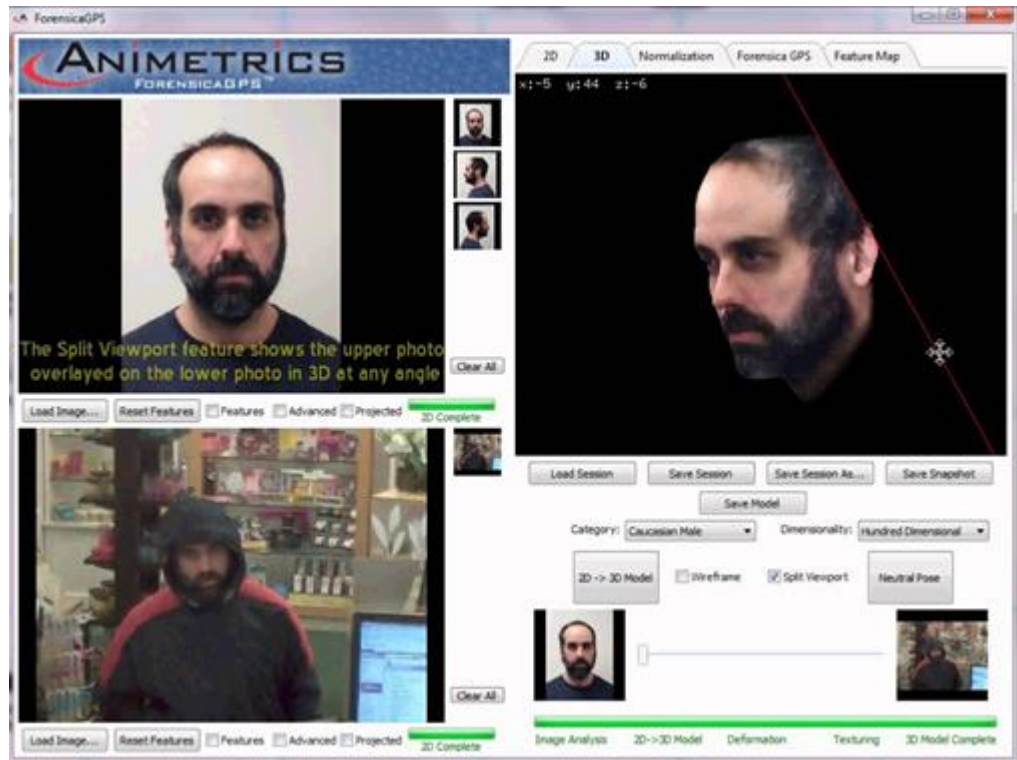 ForensicaGPS
ANIMETRICS
FORENSICAGPS™
2D 3D Normalization Forensica GPS Feature Map
x:-5 y:44 z:-6
The Split Viewport feature shows the upper photo
overlayed on the lower photo in 3D at any angle
Clear All
Load Image... Reset Features Features Advanced Projected 2D Complete
Load Session Save Session Save Session As... Save Snapshot
Save Model
Category: Caucasian Male Dimensionality: Hundred Dimensional
2D -> 3D Model Wireframe Split Viewport Neutral Pose
Clear All
Load Image... Reset Features Features Advanced Projected 2D Complete
Image Analysis 2D->3D Model Deformation Texturing 3D Model Complete